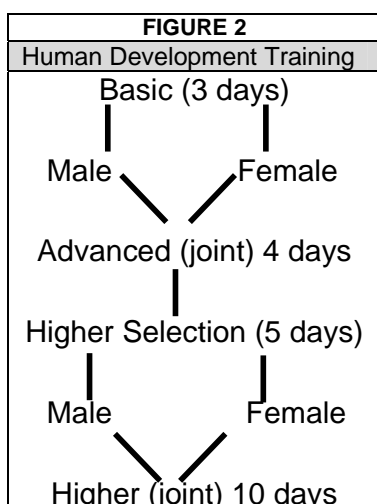 FIGURE 2
Human Development Training
Basic (3 days)
Male Female
Advanced (joint) 4 days
Higher Selection (5 days)
Male Female
Higher (joint) 10 days